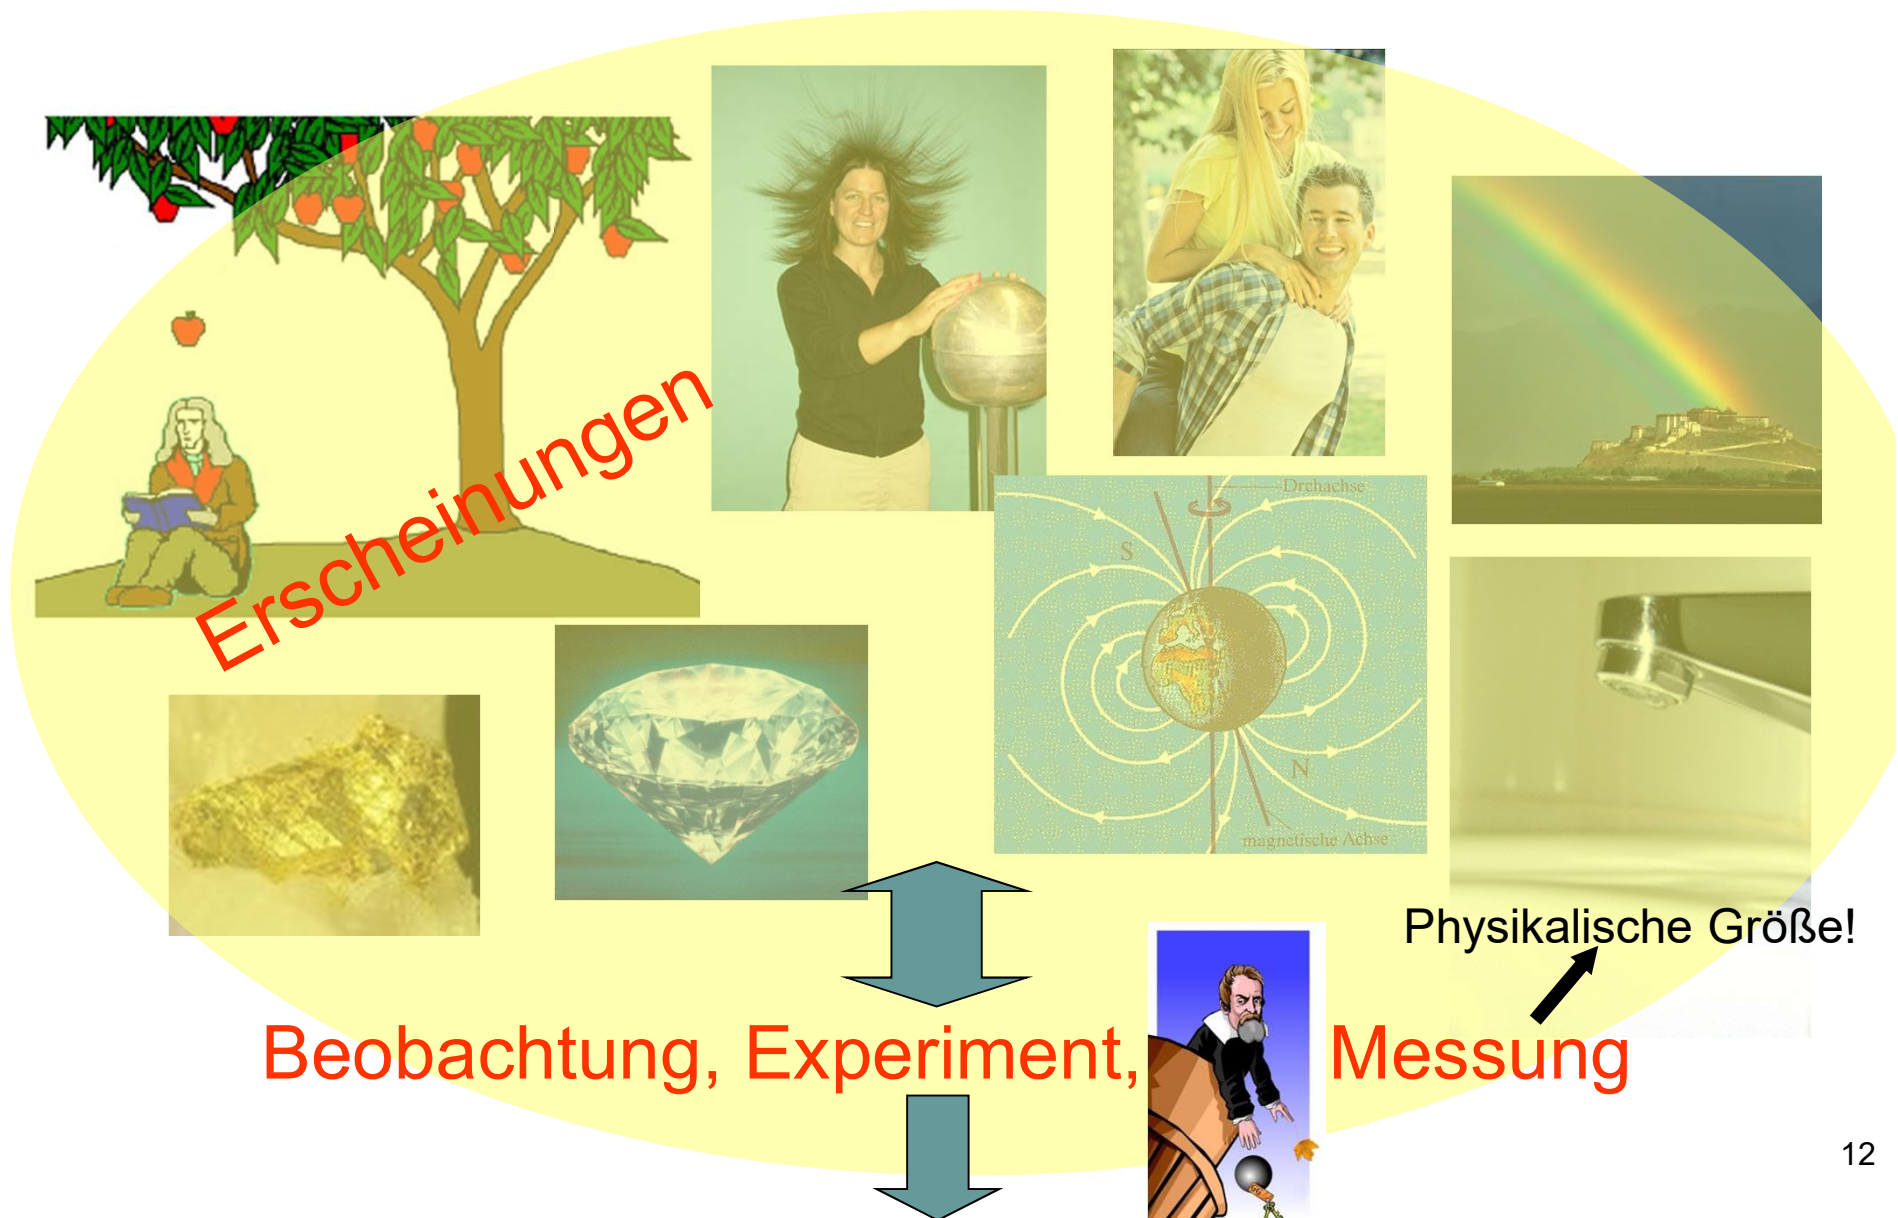 Erscheinungen
Drehachse
S
N
magnetische Achse
Physikalische Größe!
Beobachtung, Experiment, Messung
12